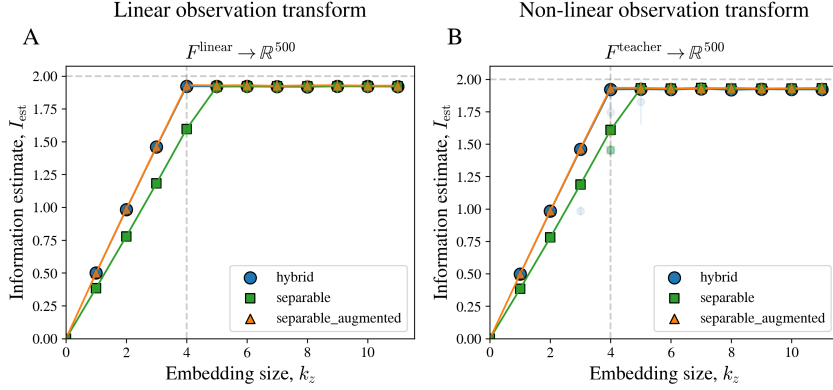 Linear observation transform
Non-linear observation transform
A
F^linear → ℝ^500
B
F^teacher → ℝ^500
Information estimate, I_est
2.00
1.75
1.50
1.25
1.00
0.75
0.50
0.25
0.00
hybrid
separable
separable_augmented
0 2 4 6 8 10
Embedding size, k_z
Information estimate, I_est
2.00
1.75
1.50
1.25
1.00
0.75
0.50
0.25
0.00
hybrid
separable
separable_augmented
0 2 4 6 8 10
Embedding size, k_z